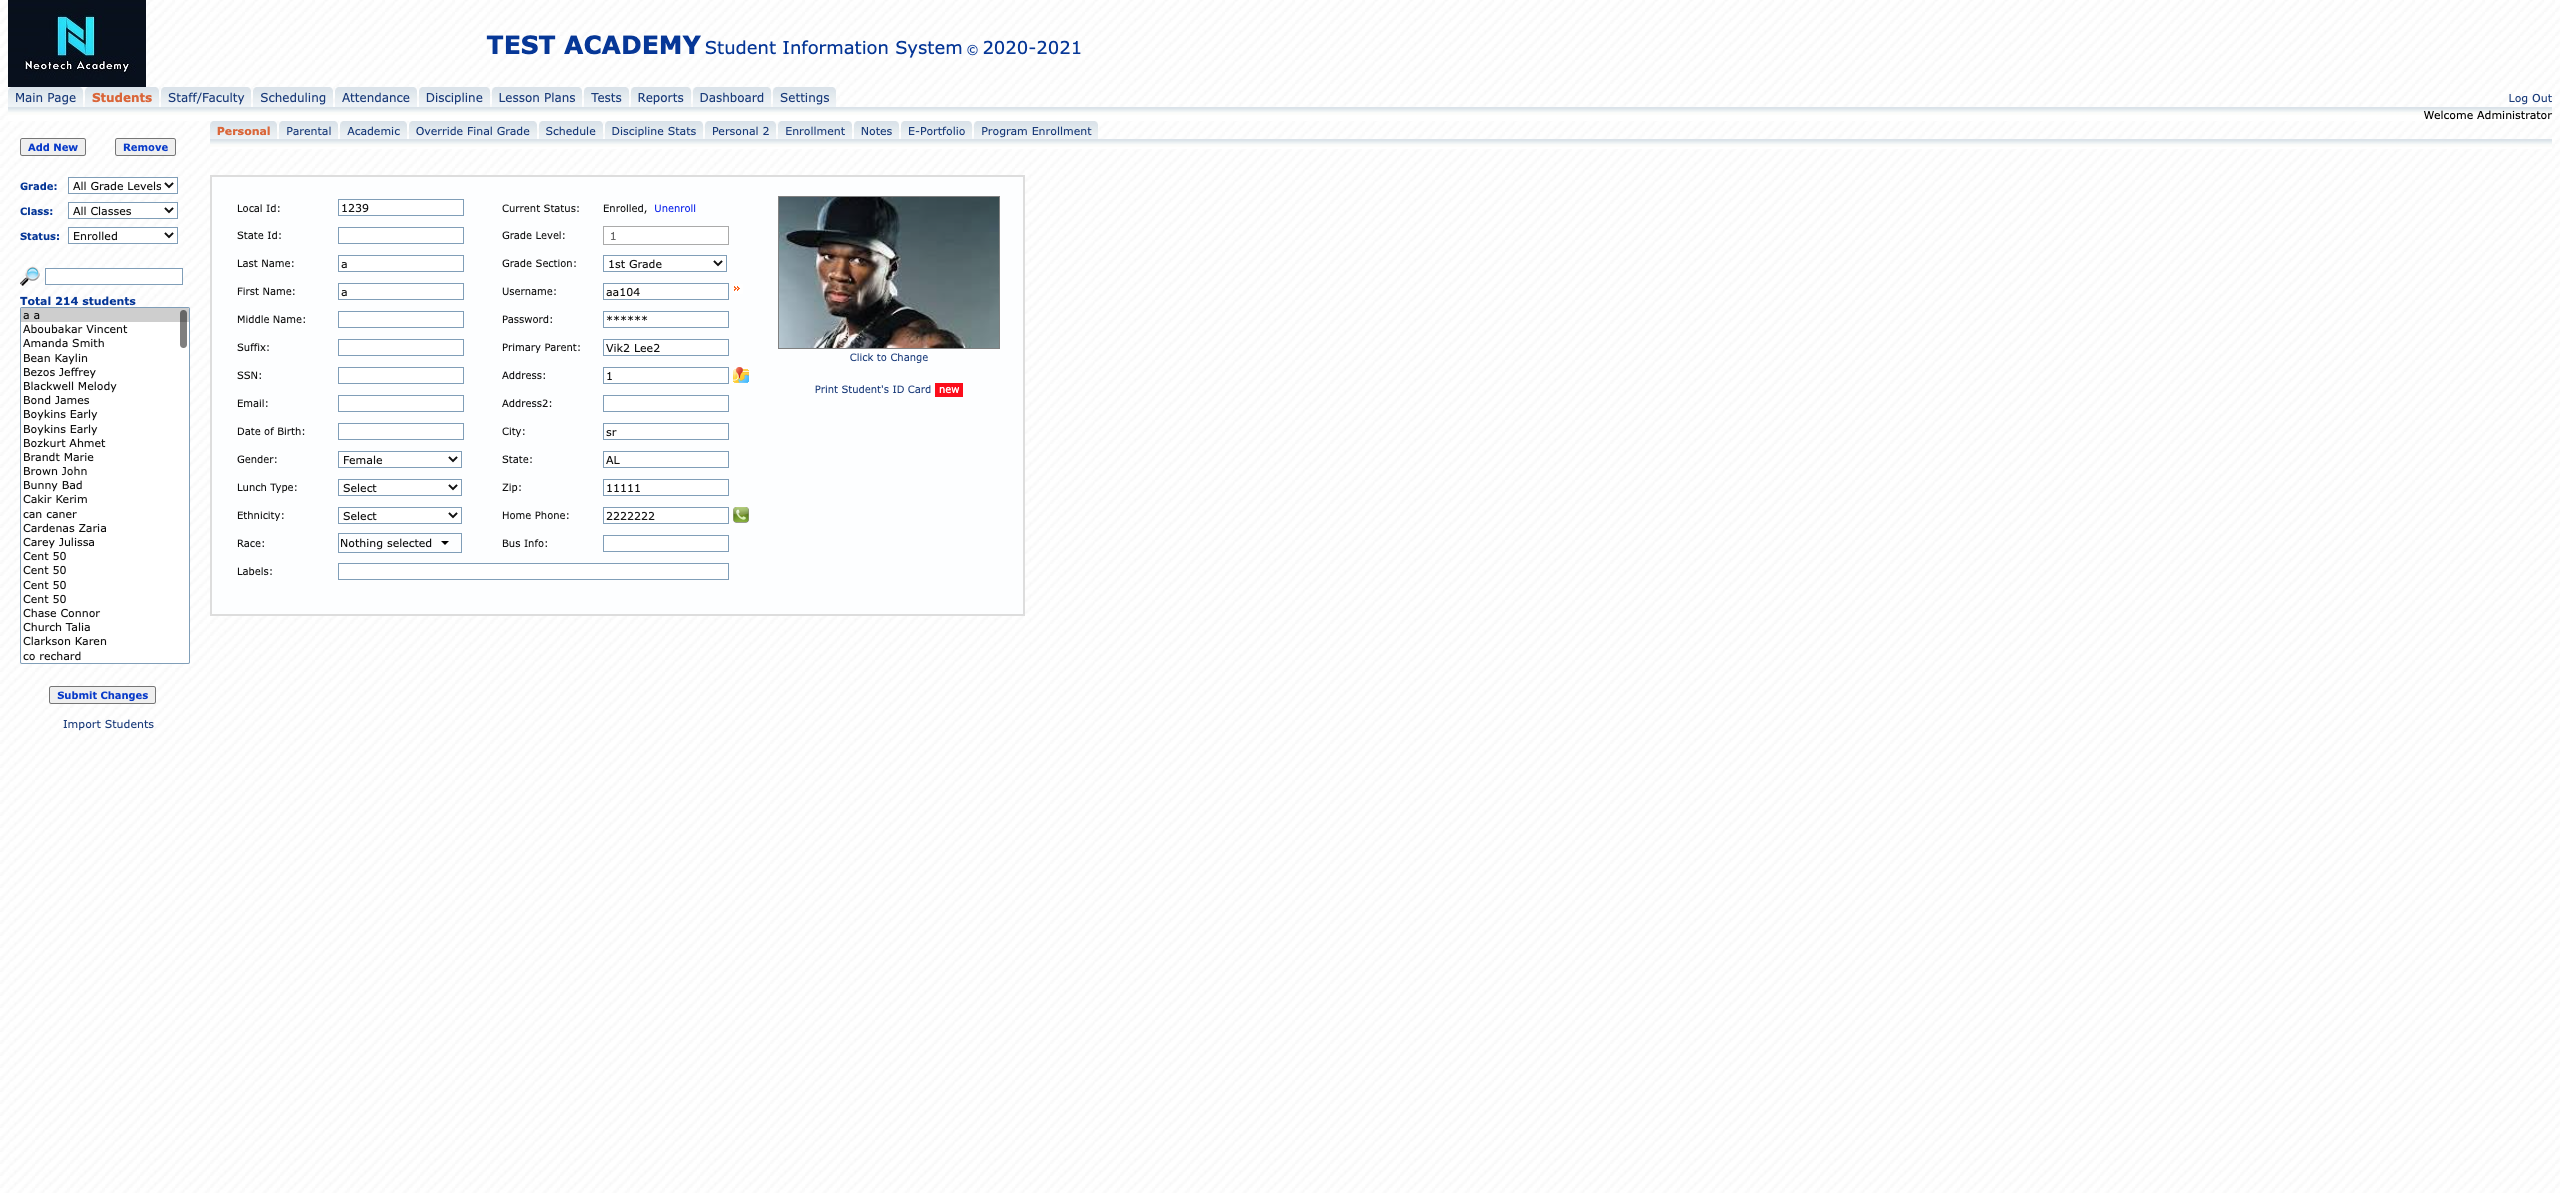 Neotech Academy
TEST ACADEMY Student Information System © 2020-2021
Main Page Students Staff/Faculty Scheduling Attendance Discipline Lesson Plans Tests Reports Dashboard Settings
Log Out
Welcome Administrator
Personal Parental Academic Override Final Grade Schedule Discipline Stats Personal 2 Enrollment Notes E-Portfolio Program Enrollment
Add New Remove
Grade: All Grade Levels
Class: All Classes
Status: Enrolled
Total 214 students
a a
Aboubakar Vincent
Amanda Smith
Bean Kaylin
Bezos Jeffrey
Blackwell Melody
Bond James
Boykins Early
Boykins Early
Bozkurt Ahmet
Brandt Marie
Brown John
Bunny Bad
Cakir Kerim
can caner
Cardenas Zaria
Carey Julissa
Cent 50
Cent 50
Cent 50
Cent 50
Chase Connor
Church Talia
Clarkson Karen
co rechard
Submit Changes
Import Students
Local Id: 1239
State Id:
Last Name: a
First Name: a
Middle Name:
Suffix:
SSN:
Email:
Date of Birth:
Gender: Female
Lunch Type: Select
Ethnicity: Select
Race: Nothing selected
Labels:
Current Status: Enrolled, Unenroll
Grade Level: 1
Grade Section: 1st Grade
Username: aa104 »
Password: ******
Primary Parent: Vik2 Lee2
Address: 1
Address2:
City: sr
State: AL
Zip: 11111
Home Phone: 2222222
Bus Info:
Click to Change
Print Student's ID Card new